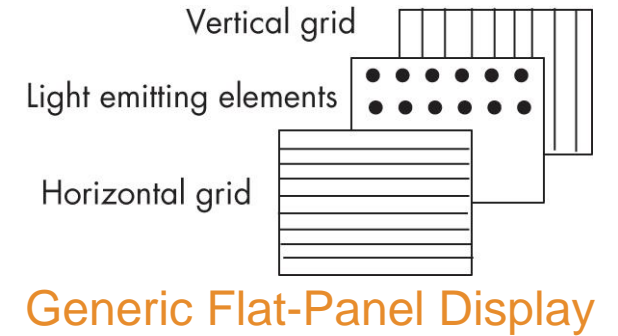 Vertical grid
Light emitting elements
Horizontal grid
Generic Flat-Panel Display